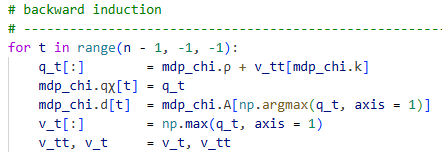 # backward induction
# -----------------------------------------------------
for t in range(n - 1, -1, -1):
    q_t[:]          = mdp_chi.ρ + v_tt[mdp_chi.k]
    mdp_chi.qχ[t] = q_t
    mdp_chi.d[t]  = mdp_chi.A[np.argmax(q_t, axis = 1)]
    v_t[:]          = np.max(q_t, axis = 1)
    v_tt, v_t     = v_t, v_tt